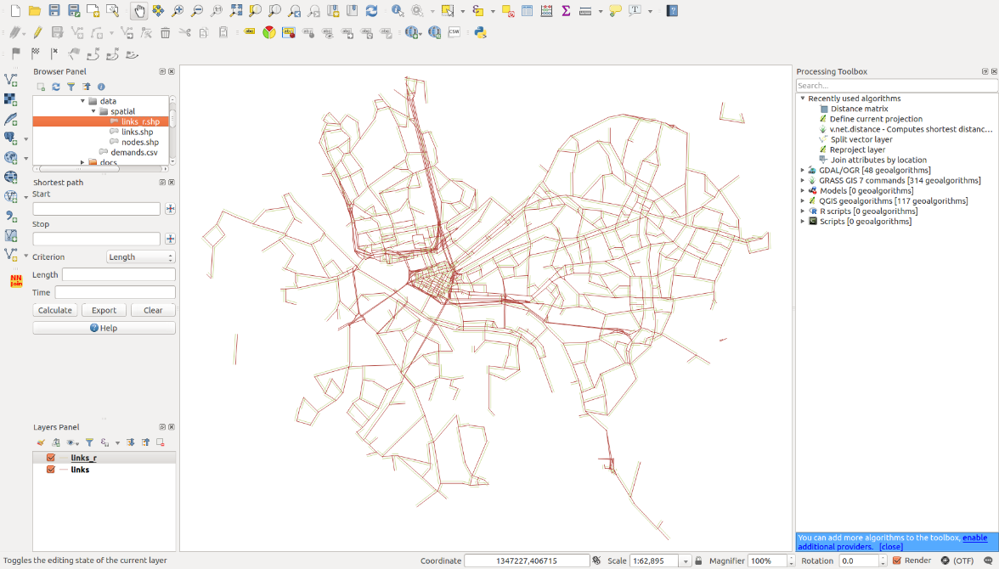 abc
CSW
Browser Panel
data
spatial
links_r.shp
links.shp
nodes.shp
demands.csv
docs
Shortest path
Start
Stop
Criterion
Length
Length
Time
Calculate
Export
Clear
Help
NN
Join
Layers Panel
links_r
links
Processing Toolbox
Search...
Recently used algorithms
Distance matrix
Define current projection
v.net.distance - Computes shortest distanc...
Split vector layer
Reproject layer
Join attributes by location
GDAL/OGR [48 geoalgorithms]
GRASS GIS 7 commands [314 geoalgorithms]
Models [0 geoalgorithms]
QGIS geoalgorithms [117 geoalgorithms]
R scripts [0 geoalgorithms]
Scripts [0 geoalgorithms]
You can add more algorithms to the toolbox, enable
additional providers. [close]
Toggles the editing state of the current layer
Coordinate
1347227,406715
Scale
1:62,895
Magnifier
100%
Rotation
0.0
Render
(OTF)